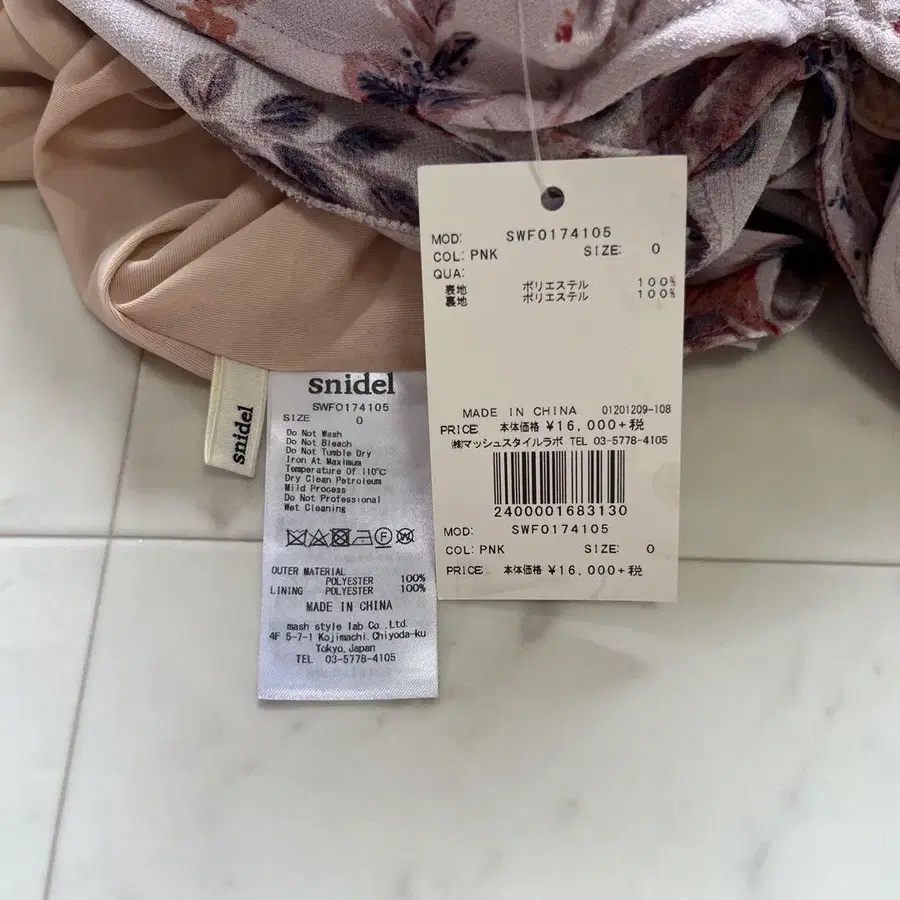 MOD: SWF0174105
COL: PNK SIZE: 0
QUA:
表地 ポリエステル 100%
裏地 ポリエステル 100%
MADE IN CHINA 01201209-108
PRICE 本体価格 ¥16,000+税
㈱マッシュスタイルラボ TEL 03-5778-4105
2400001683130
MOD: SWF0174105
COL: PNK SIZE: 0
PRICE 本体価格 ¥16,000+税
snidel
snidel
SWF0174105
SIZE 0
Do Not Wash
Do Not Bleach
Do Not Tumble Dry
Iron At Maximum
Temperature Of 110℃
Dry Clean Petroleum
Mild Process
Do Not Professional
Wet Cleaning
F W
OUTER MATERIAL
POLYESTER 100%
LINING POLYESTER 100%
MADE IN CHINA
mash style lab Co.,Ltd.
4F 5-7-1 Kojimachi.Chiyoda-ku
Tokyo,Japan
TEL 03-5778-4105